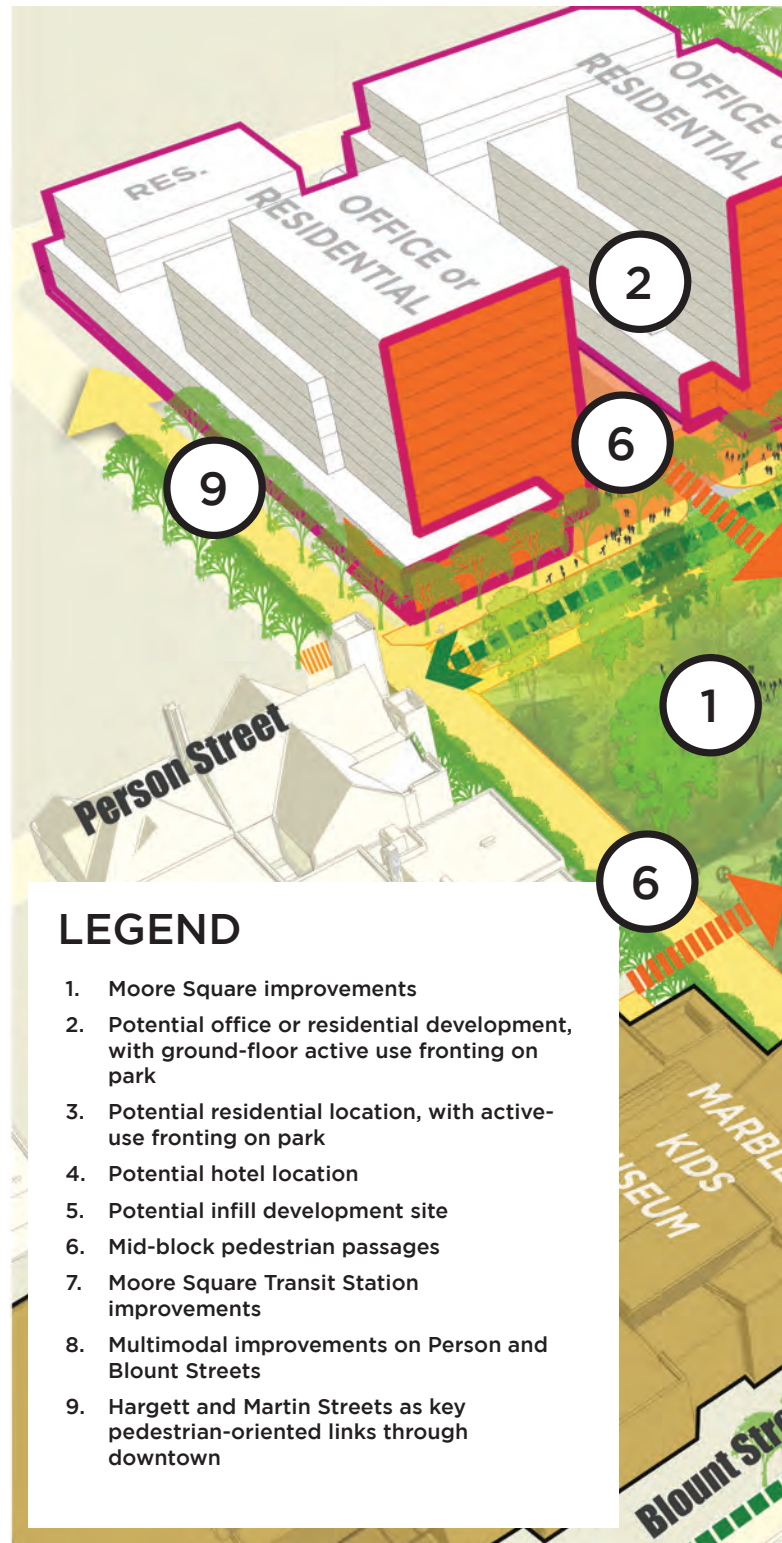 OFFICE
RESIDENTIAL
RES.
OFFICE or
RESIDENTIAL
2
6
9
1
Person Street
6
LEGEND
1. Moore Square improvements
2. Potential office or residential development,
with ground-floor active use fronting on
park
3. Potential residential location, with active-
use fronting on park
4. Potential hotel location
5. Potential infill development site
6. Mid-block pedestrian passages
7. Moore Square Transit Station
improvements
8. Multimodal improvements on Person and
Blount Streets
9. Hargett and Martin Streets as key
pedestrian-oriented links through
downtown
MARBLE
KIDS
USEUM
Blount Stre